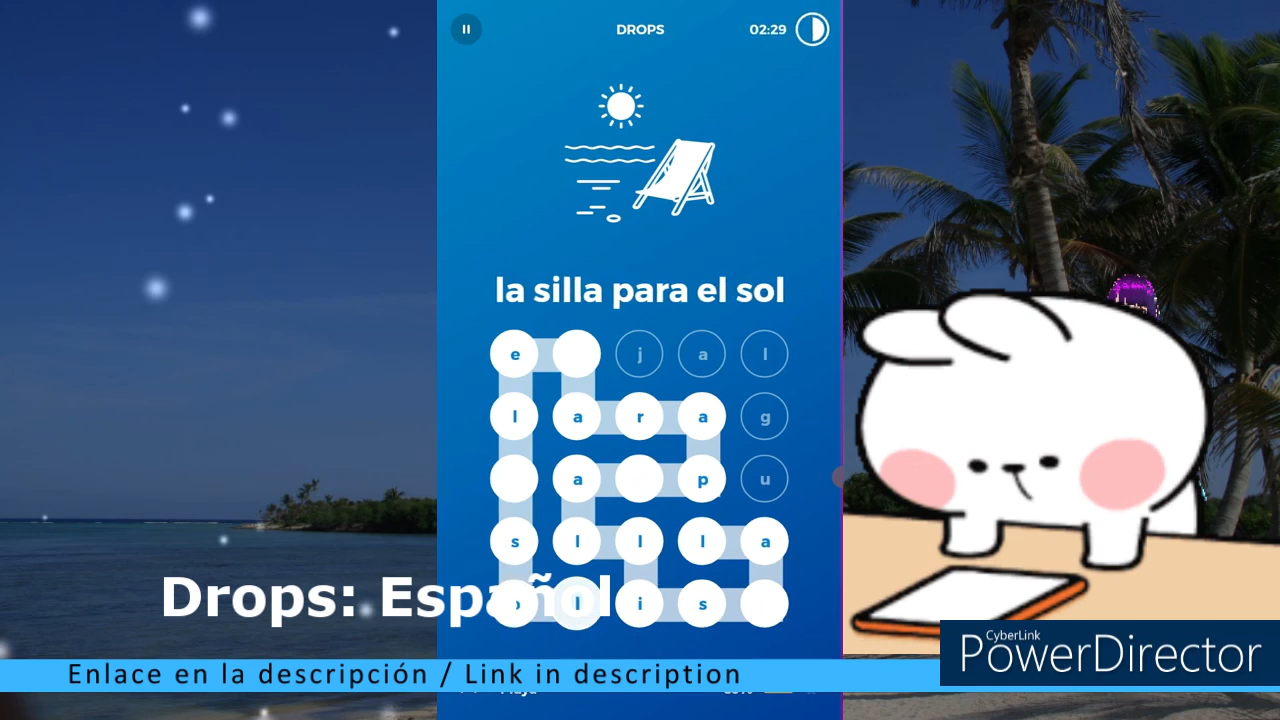 DROPS
02:29
la silla para el sol
e j a l
l a r a g
a p u
s l l l a
l i s
Drops: Español
Enlace en la descripción / Link in description
CyberLink
PowerDirector